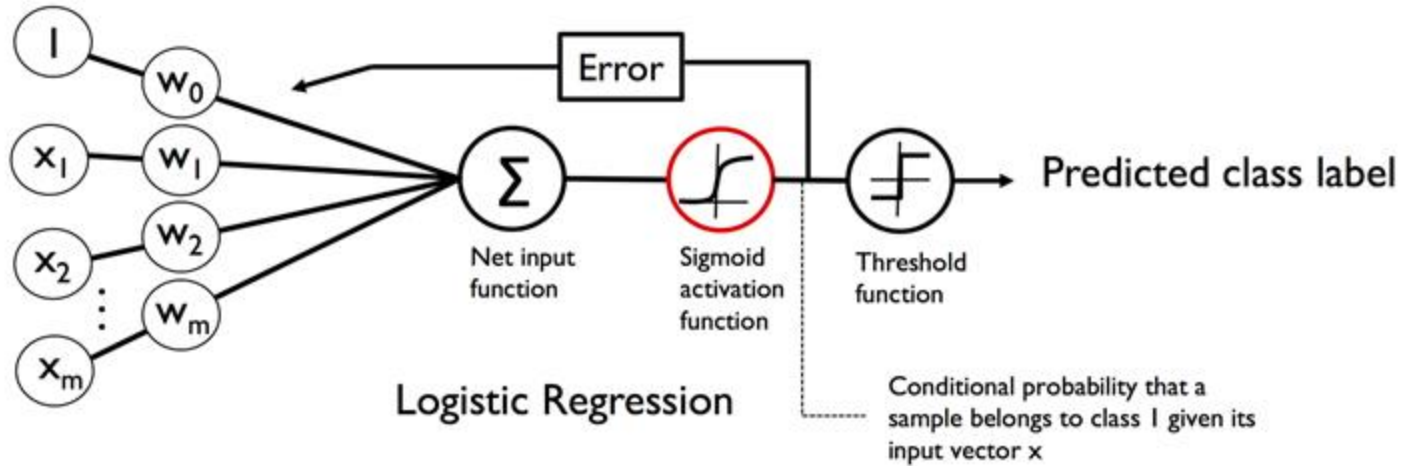 1
w₀
Error
x₁
w₁
Σ
Predicted class label
x₂
w₂
Net input
function
Sigmoid
activation
function
Threshold
function
wₘ
xₘ
Logistic Regression
Conditional probability that a
sample belongs to class 1 given its
input vector x